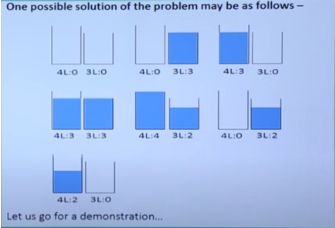 One possible solution of the problem may be as follows –
4L:0 3L:0 4L:0 3L:3 4L:3 3L:0
4L:3 3L:3 4L:4 3L:2 4L:0 3L:2
4L:2 3L:0
Let us go for a demonstration...